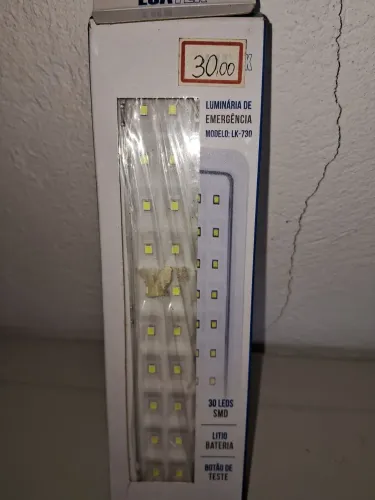 30,00
LUMINÁRIA DE
EMERGÊNCIA
MODELO: LK-730
30 LEDS
SMD
LITIO
BATERIA
BOTÃO DE
TESTE